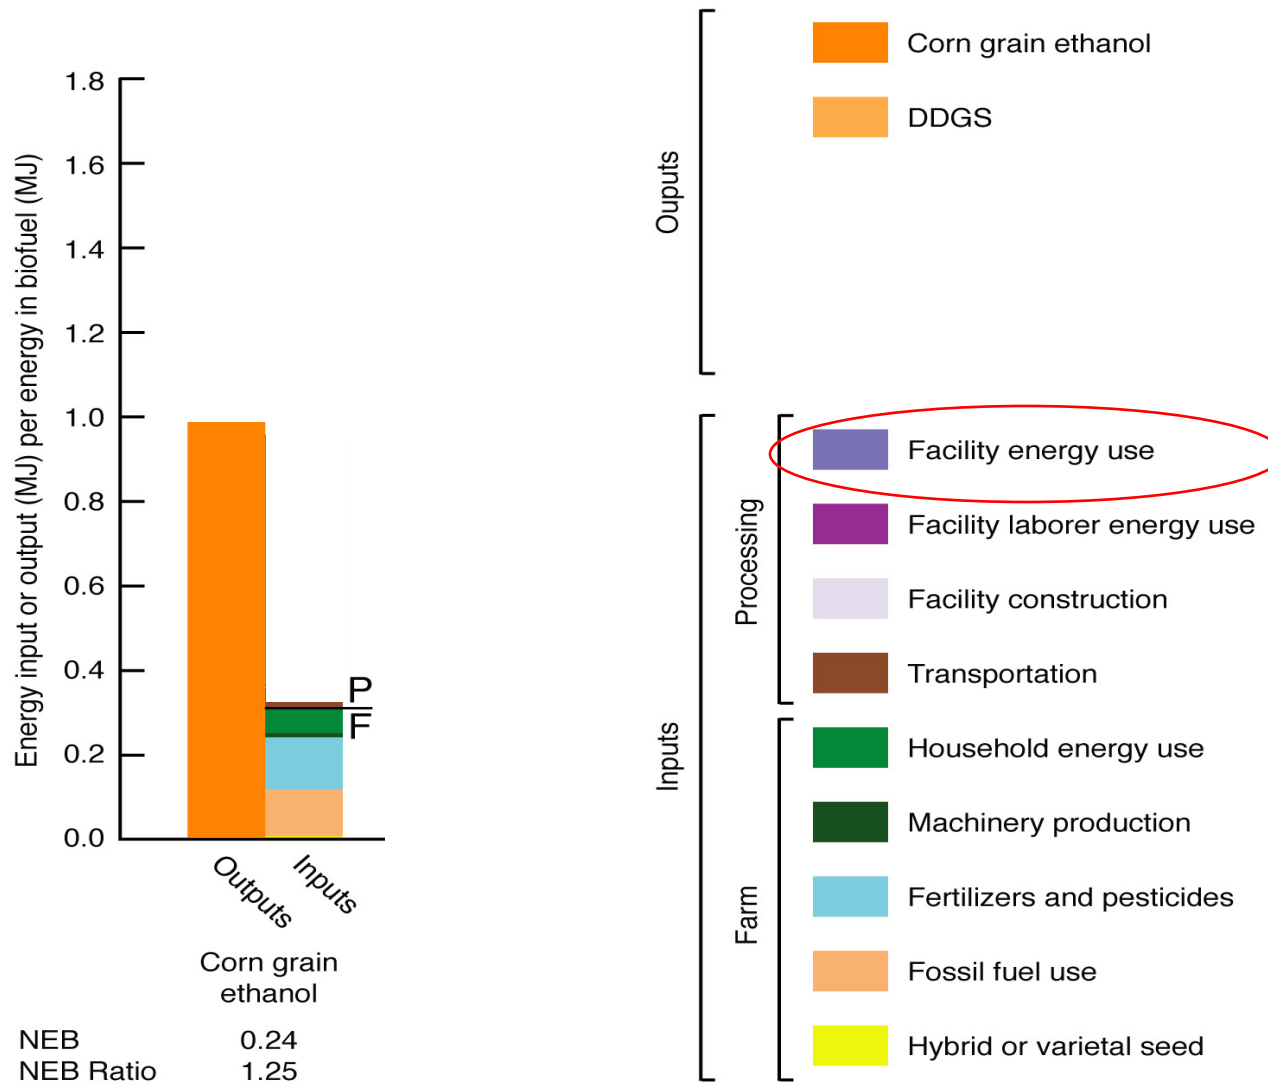 Energy input or output (MJ) per energy in biofuel (MJ)
1.8
1.6
1.4
1.2
1.0
0.8
0.6
0.4
0.2
0.0
P
F
Outputs
Inputs
Corn grain
ethanol
NEB 0.24
NEB Ratio 1.25
Ouputs
Corn grain ethanol
DDGS
Inputs
Processing
Facility energy use
Facility laborer energy use
Facility construction
Transportation
Farm
Household energy use
Machinery production
Fertilizers and pesticides
Fossil fuel use
Hybrid or varietal seed